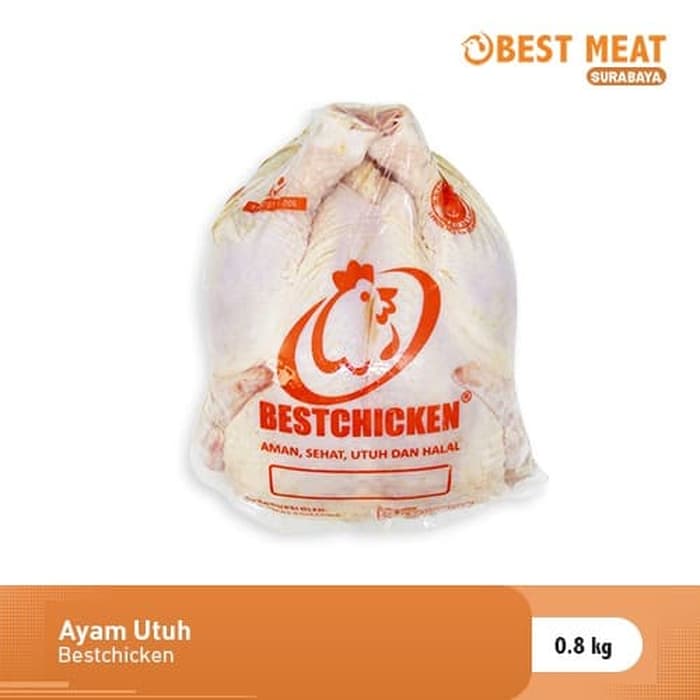 BEST MEAT
SURABAYA
BESTCHICKEN®
AMAN, SEHAT, UTUH DAN HALAL
Ayam Utuh
Bestchicken
0.8 kg